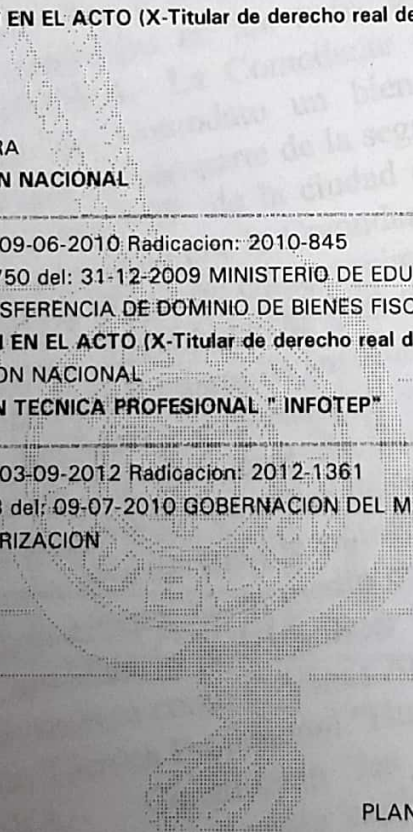 EN EL ACTO (X-Titular de derecho real de
RA
N NACIONAL
09-06-2010 Radicacion: 2010-845
750 del: 31-12-2009 MINISTERIO DE EDU
SFERENCIA DE DOMINIO DE BIENES FISC
EN EL ACTO (X-Titular de derecho real d
ON NACIONAL
N TECNICA PROFESIONAL " INFOTEP"
03-09-2012 Radicacion: 2012-1361
del: 09-07-2010 GOBERNACION DEL M
RIZACION
PLAN